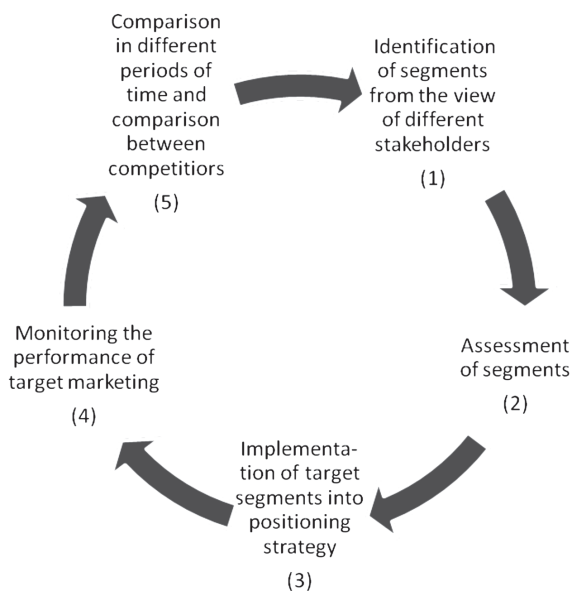 Identification
of segments
from the view
of different
stakeholders
(1)
Assessment
of segments
(2)
Implementa-
tion of target
segments into
positioning
strategy
(3)
Monitoring the
performance of
target marketing
(4)
Comparison
in different
periods of
time and
comparison
between
competitiors
(5)